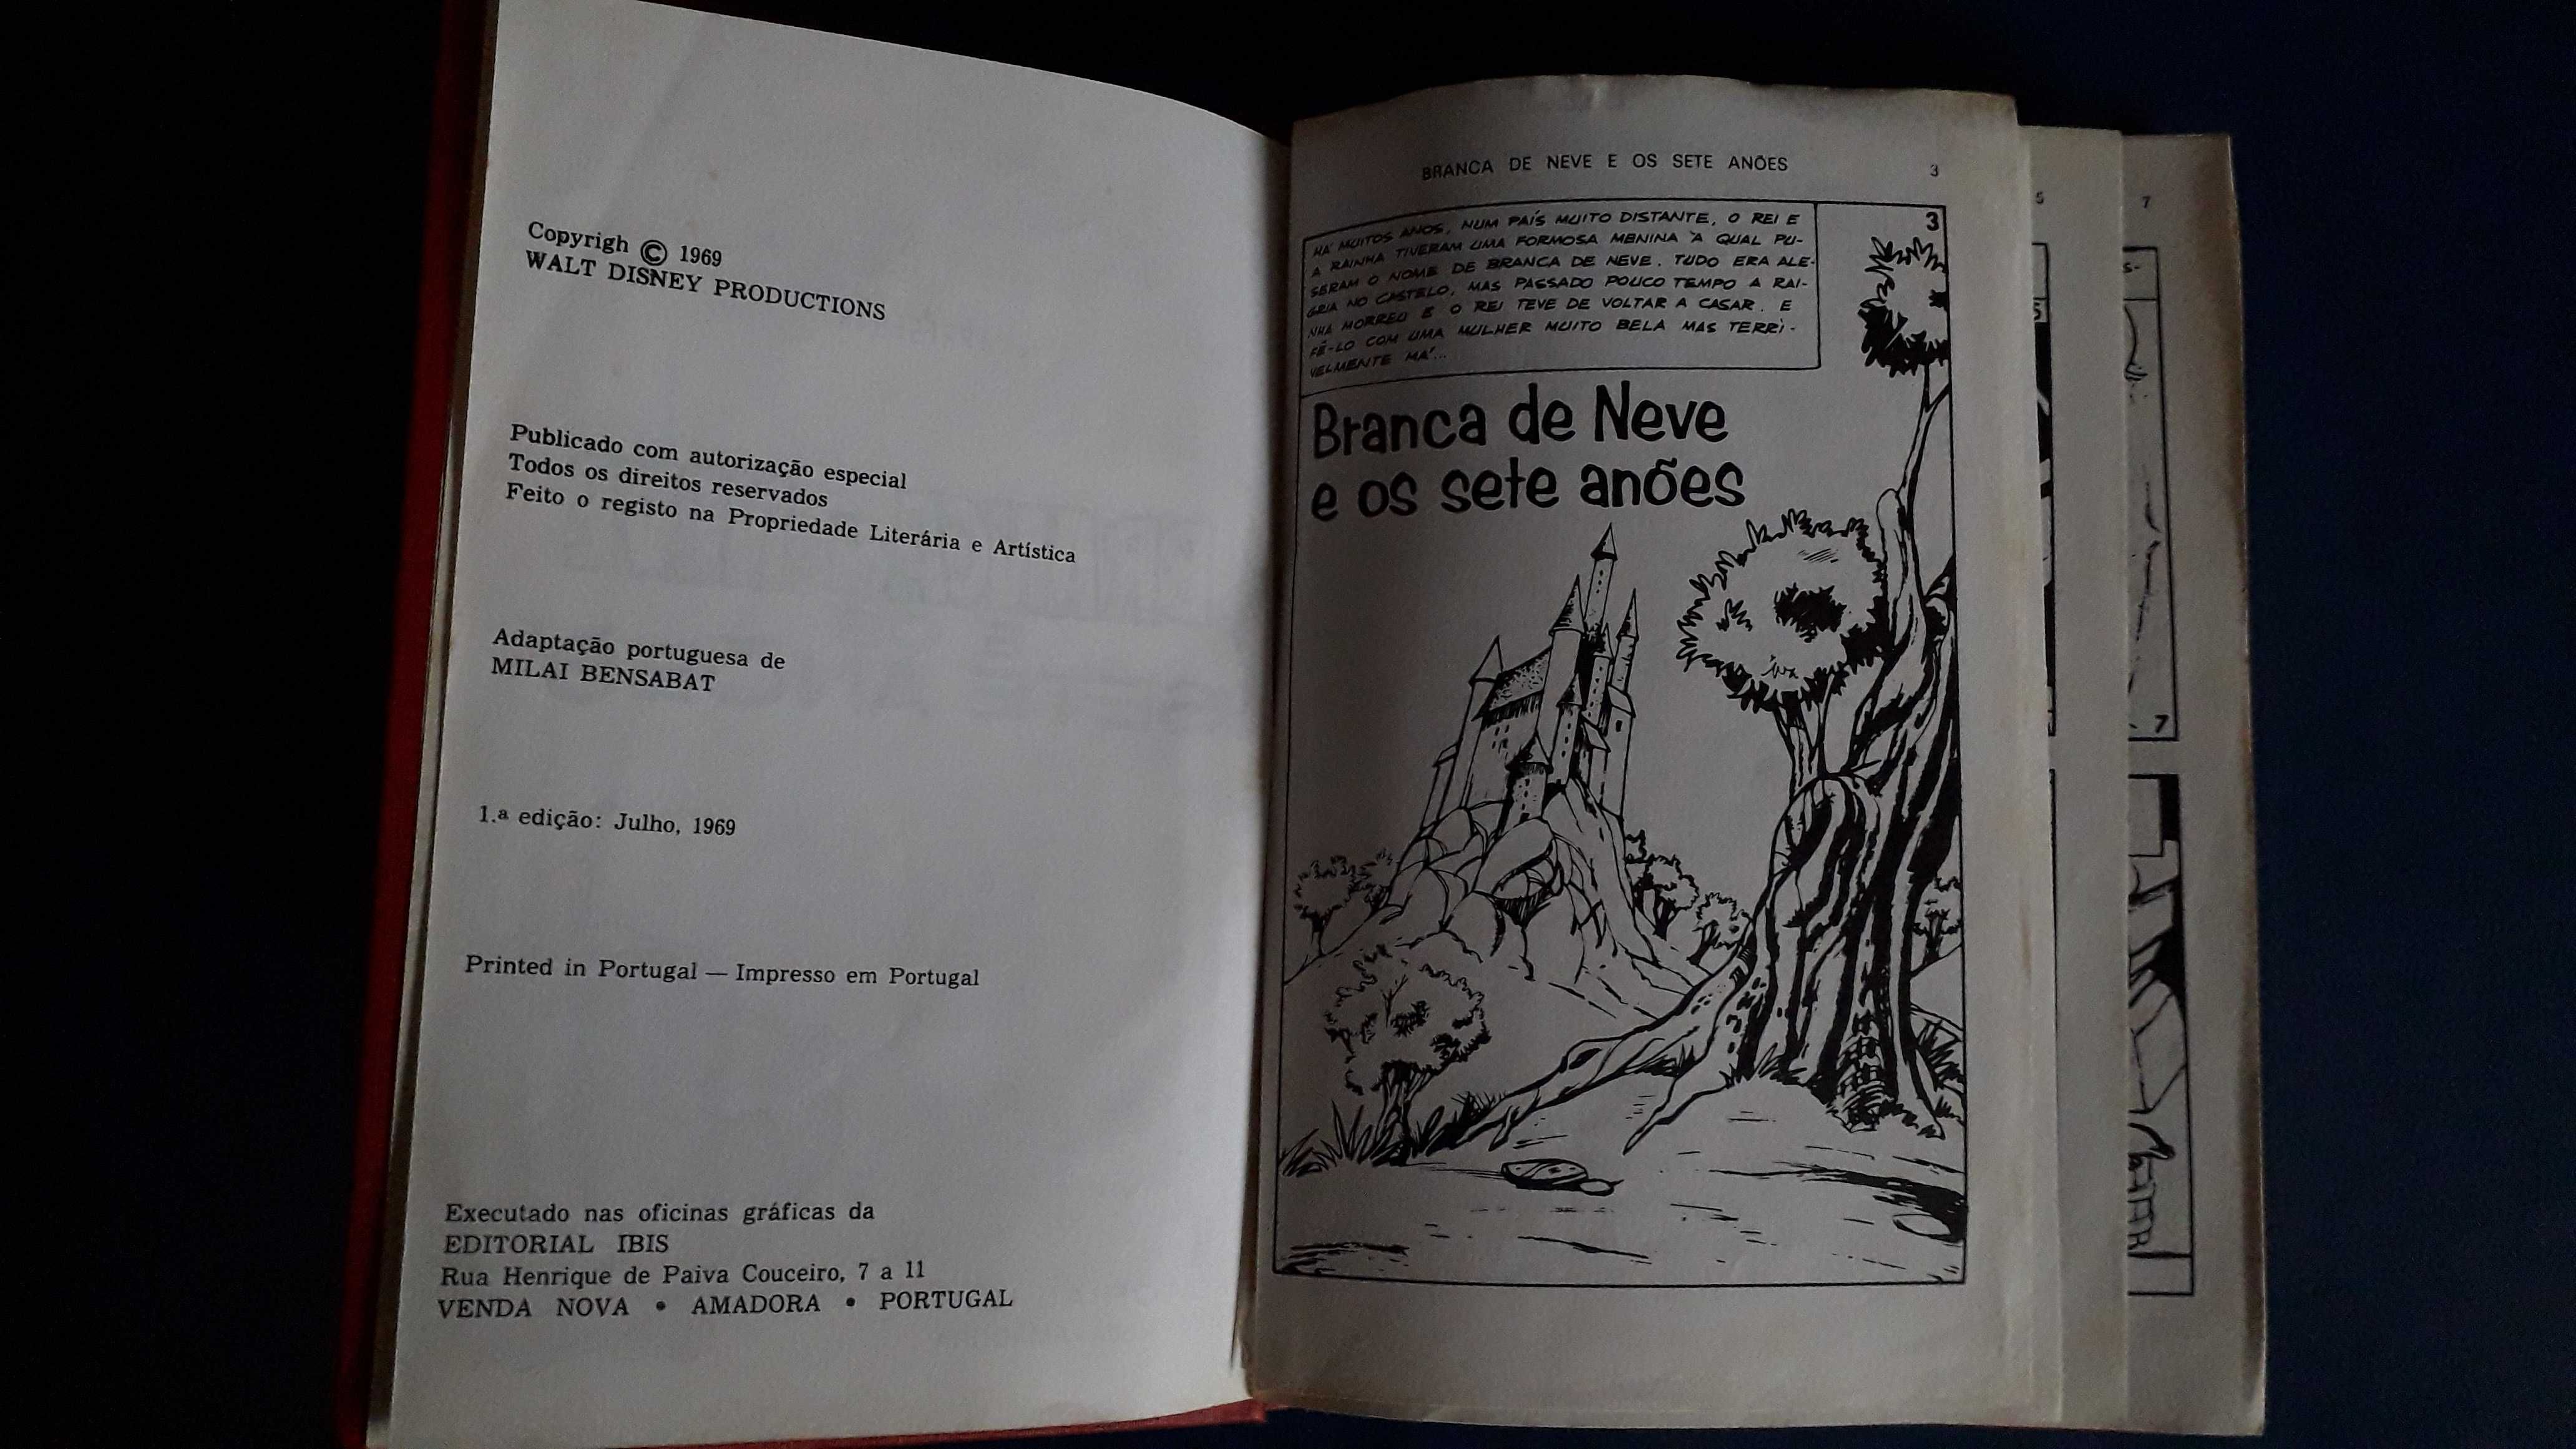 Copyrigh © 1969
WALT DISNEY PRODUCTIONS
Publicado com autorização especial
Todos os direitos reservados
Feito o registo na Propriedade Literária e Artística
Adaptação portuguesa de
MILAI BENSABAT
1.ª edição: Julho, 1969
Printed in Portugal — Impresso em Portugal
Executado nas oficinas gráficas da
EDITORIAL IBIS
Rua Henrique de Paiva Couceiro, 7 a 11
VENDA NOVA • AMADORA • PORTUGAL
BRANCA DE NEVE E OS SETE ANÕES 3
3
HÁ MUITOS ANOS, NUM PAÍS MUITO DISTANTE, O REI E
A RAINHA TIVERAM UMA FORMOSA MENINA À QUAL PU-
SERAM O NOME DE BRANCA DE NEVE. TUDO ERA ALE-
GRIA NO CASTELO, MAS PASSADO POUCO TEMPO A RAI-
NHA MORREU E O REI TEVE DE VOLTAR A CASAR. E
FÊ-LO COM UMA MULHER MUITO BELA MAS TERRÌ-
VELMENTE MÁ...
Branca de Neve
e os sete anões
5
5
7
S-
7